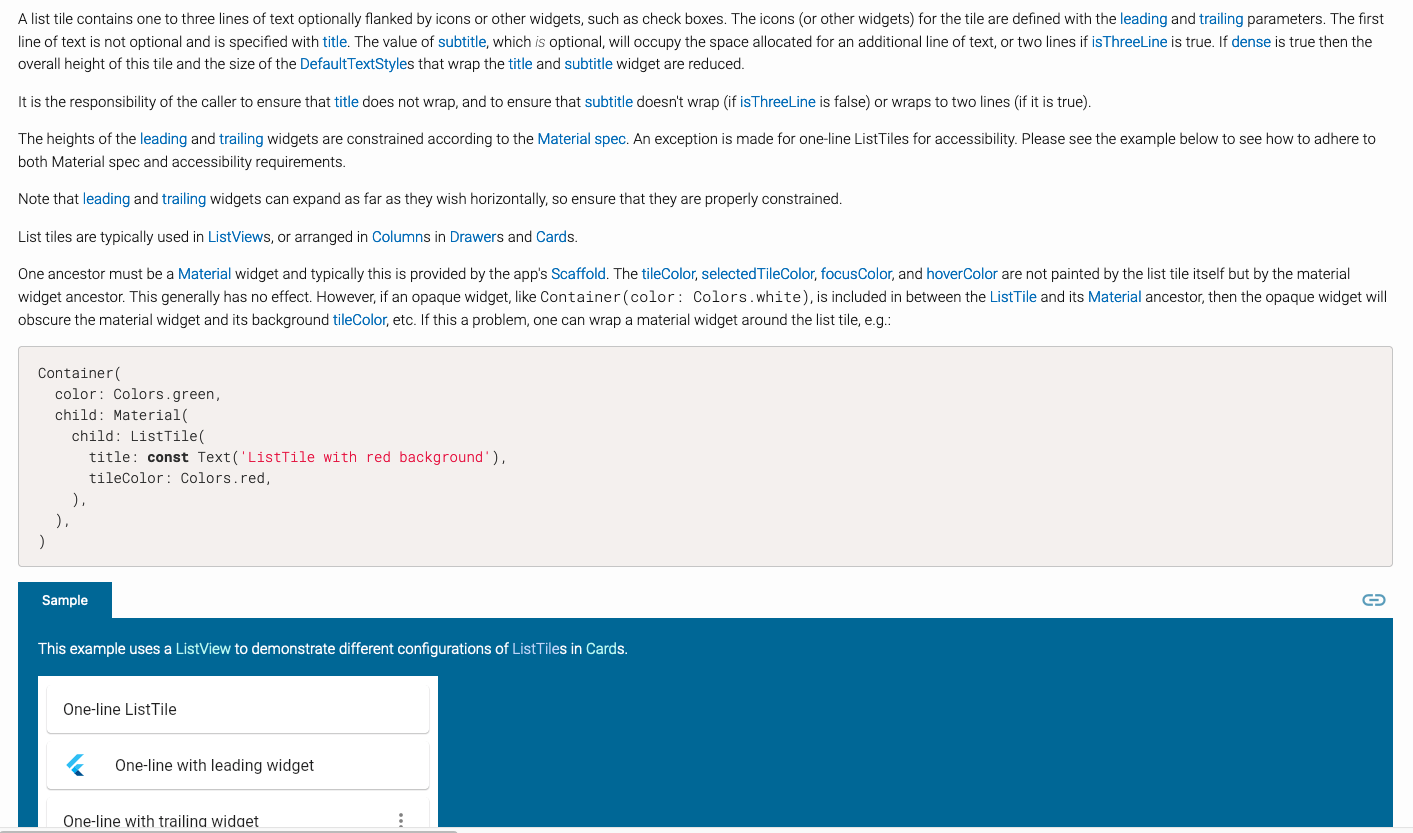 A list tile contains one to three lines of text optionally flanked by icons or other widgets, such as check boxes. The icons (or other widgets) for the tile are defined with the leading and trailing parameters. The first
line of text is not optional and is specified with title. The value of subtitle, which is optional, will occupy the space allocated for an additional line of text, or two lines if isThreeLine is true. If dense is true then the
overall height of this tile and the size of the DefaultTextStyles that wrap the title and subtitle widget are reduced.
It is the responsibility of the caller to ensure that title does not wrap, and to ensure that subtitle doesn't wrap (if isThreeLine is false) or wraps to two lines (if it is true).
The heights of the leading and trailing widgets are constrained according to the Material spec. An exception is made for one-line ListTiles for accessibility. Please see the example below to see how to adhere to
both Material spec and accessibility requirements.
Note that leading and trailing widgets can expand as far as they wish horizontally, so ensure that they are properly constrained.
List tiles are typically used in ListViews, or arranged in Columns in Drawers and Cards.
One ancestor must be a Material widget and typically this is provided by the app's Scaffold. The tileColor, selectedTileColor, focusColor, and hoverColor are not painted by the list tile itself but by the material
widget ancestor. This generally has no effect. However, if an opaque widget, like Container(color: Colors.white), is included in between the ListTile and its Material ancestor, then the opaque widget will
obscure the material widget and its background tileColor, etc. If this a problem, one can wrap a material widget around the list tile, e.g.:
Container(
  color: Colors.green,
  child: Material(
    child: ListTile(
      title: const Text('ListTile with red background'),
      tileColor: Colors.red,
    ),
  ),
)
Sample
This example uses a ListView to demonstrate different configurations of ListTiles in Cards.
One-line ListTile
One-line with leading widget
One-line with trailing widget